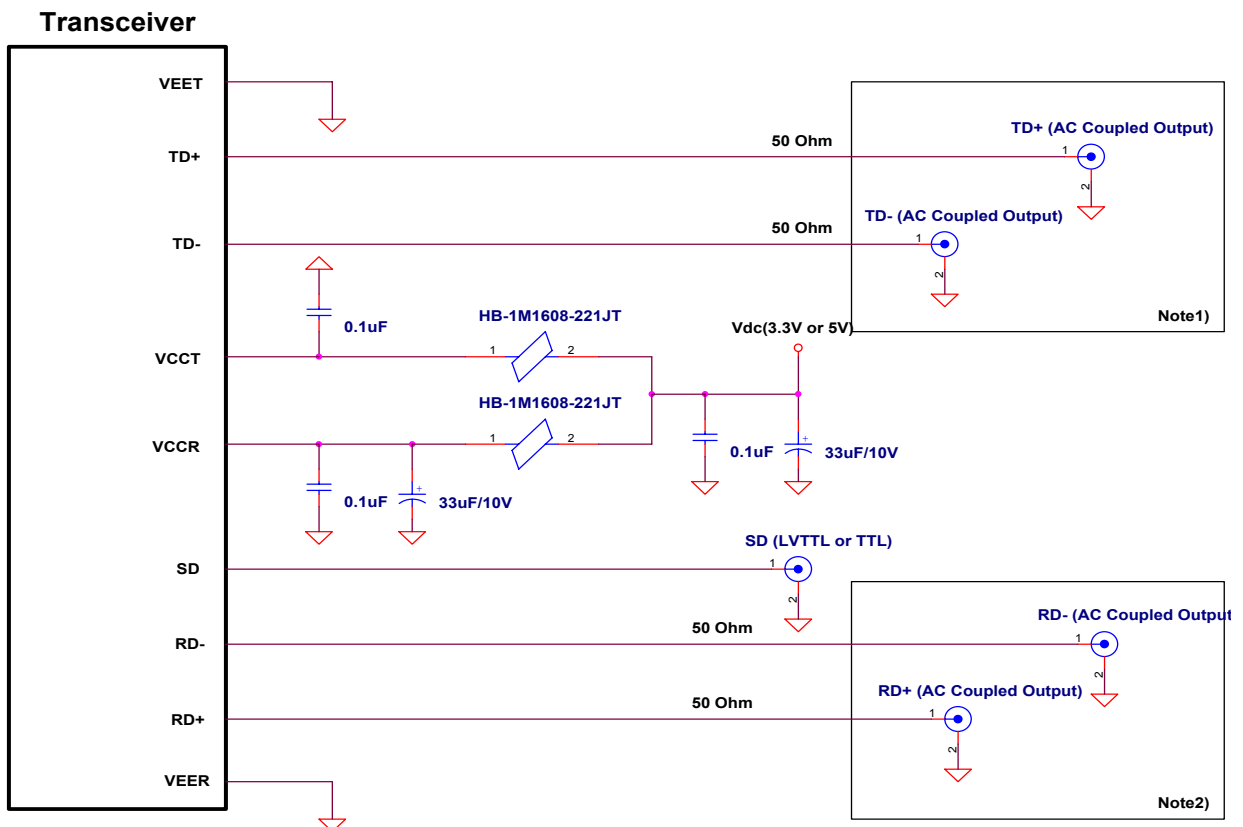 Transceiver
VEET
TD+ (AC Coupled Output)
50 Ohm
1
TD+
2
TD- (AC Coupled Output)
50 Ohm
1
TD-
2
0.1uF
HB-1M1608-221JT
Note1)
Vdc(3.3V or 5V)
1
2
VCCT
HB-1M1608-221JT
1
2
VCCR
+
0.1uF
33uF/10V
+
0.1uF
33uF/10V
SD (LVTTL or TTL)
1
SD
2
RD- (AC Coupled Output
50 Ohm
1
RD-
2
RD+ (AC Coupled Output)
50 Ohm
1
RD+
2
VEER
Note2)